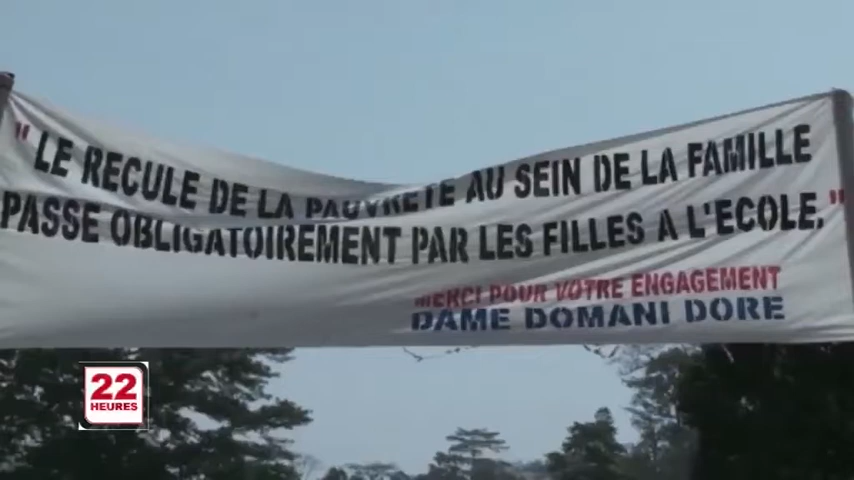 " LE RECULE DE LA PAUVRETE AU SEIN DE LA FAMILLE
PASSE OBLIGATOIREMENT PAR LES FILLES A L'ECOLE."
MERCI POUR VOTRE ENGAGEMENT
DAME DOMANI DORE
22
HEURES